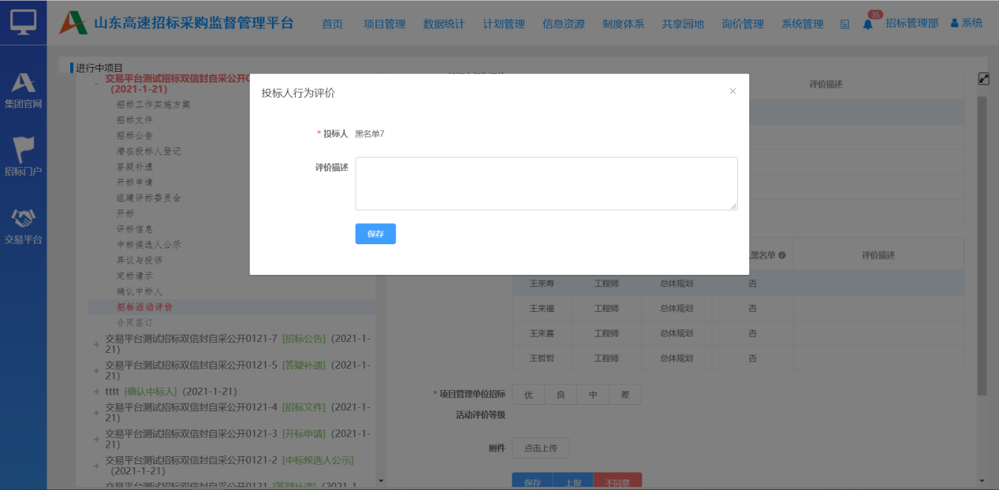 山东高速招标采购监督管理平台
首页 项目管理 数据统计 计划管理 信息资源 制度体系 共享园地 询价管理 系统管理 35 招标管理部 系统
集团官网
招标门户
交易平台
进行中项目
交易平台测试招标双信封自采公开0
(2021-1-21)
招标工作实施方案
招标文件
招标公告
潜在投标人登记
答疑补遗
开标申请
组建评标委员会
开标
评标信息
中标候选人公示
异议与投诉
定标请示
确认中标人
招标活动评价
合同签订
交易平台测试招标双信封自采公开0121-7 [招标公告] (2021-1-
21)
交易平台测试招标双信封自采公开0121-5 [答疑补遗] (2021-1-
21)
tttt [确认中标人] (2021-1-21)
交易平台测试招标双信封自采公开0121-4 [招标文件] (2021-1-
21)
交易平台测试招标双信封自采公开0121-3 [开标申请] (2021-1-
21)
交易平台测试招标双信封自采公开0121-2 [中标候选人公示]
(2021-1-21)
交易平台测试招标双信封自采公开0121 [答疑补遗] (2021-1
投标人行为评价 ×
* 投标人 黑名单7
评价描述
保存
评价描述
黑名单 评价描述
王来寿 工程师 总体规划 否
王来福 工程师 总体规划 否
王来喜 工程师 总体规划 否
王哲哲 工程师 总体规划 否
* 项目管理单位招标 优 良 中 差
活动评价等级
附件 点击上传
保存 上报 不同意